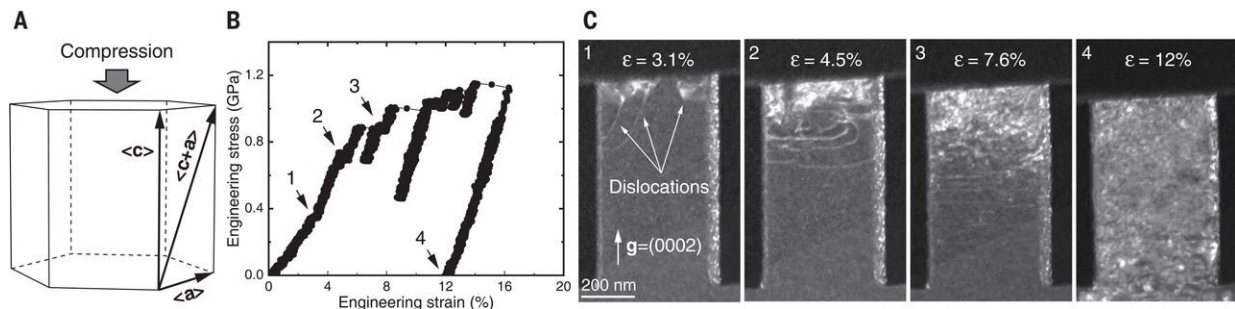 A
Compression
<c>
<c+a>
<a>
B
Engineering stress (GPa)
1.2
0.8
0.4
0.0
1
2
3
4
0 4 8 12 16 20
Engineering strain (%)
C
1
ε = 3.1%
Dislocations
g=(0002)
200 nm
2
ε = 4.5%
3
ε = 7.6%
4
ε = 12%